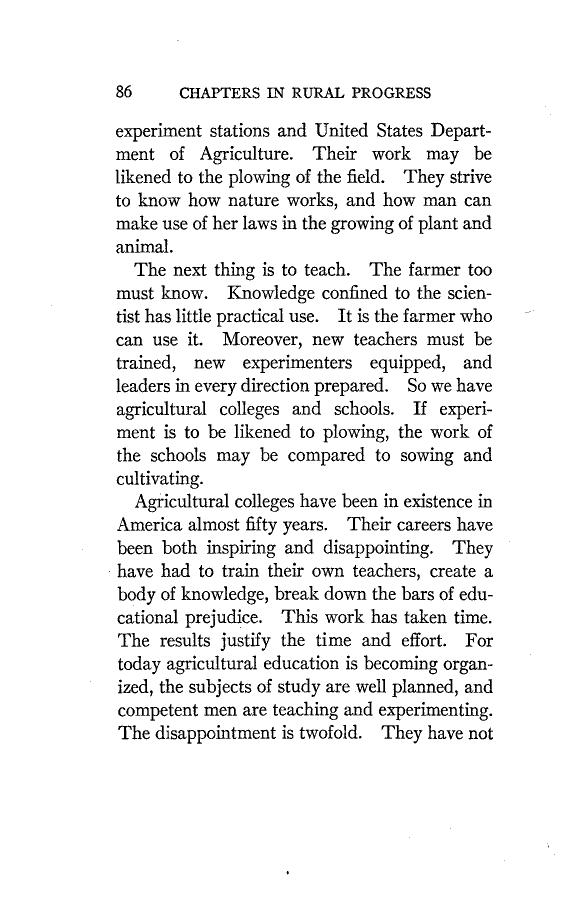 86 CHAPTERS IN RURAL PROGRESS
experiment stations and United States Depart-
ment of Agriculture. Their work may be
likened to the plowing of the field. They strive
to know how nature works, and how man can
make use of her laws in the growing of plant and
animal.
The next thing is to teach. The farmer too
must know. Knowledge confined to the scien-
tist has little practical use. It is the farmer who
can use it. Moreover, new teachers must be
trained, new experimenters equipped, and
leaders in every direction prepared. So we have
agricultural colleges and schools. If experi-
ment is to be likened to plowing, the work of
the schools may be compared to sowing and
cultivating.
Agricultural colleges have been in existence in
America almost fifty years. Their careers have
been both inspiring and disappointing. They
have had to train their own teachers, create a
body of knowledge, break down the bars of edu-
cational prejudice. This work has taken time.
The results justify the time and effort. For
today agricultural education is becoming organ-
ized, the subjects of study are well planned, and
competent men are teaching and experimenting.
The disappointment is twofold. They have not